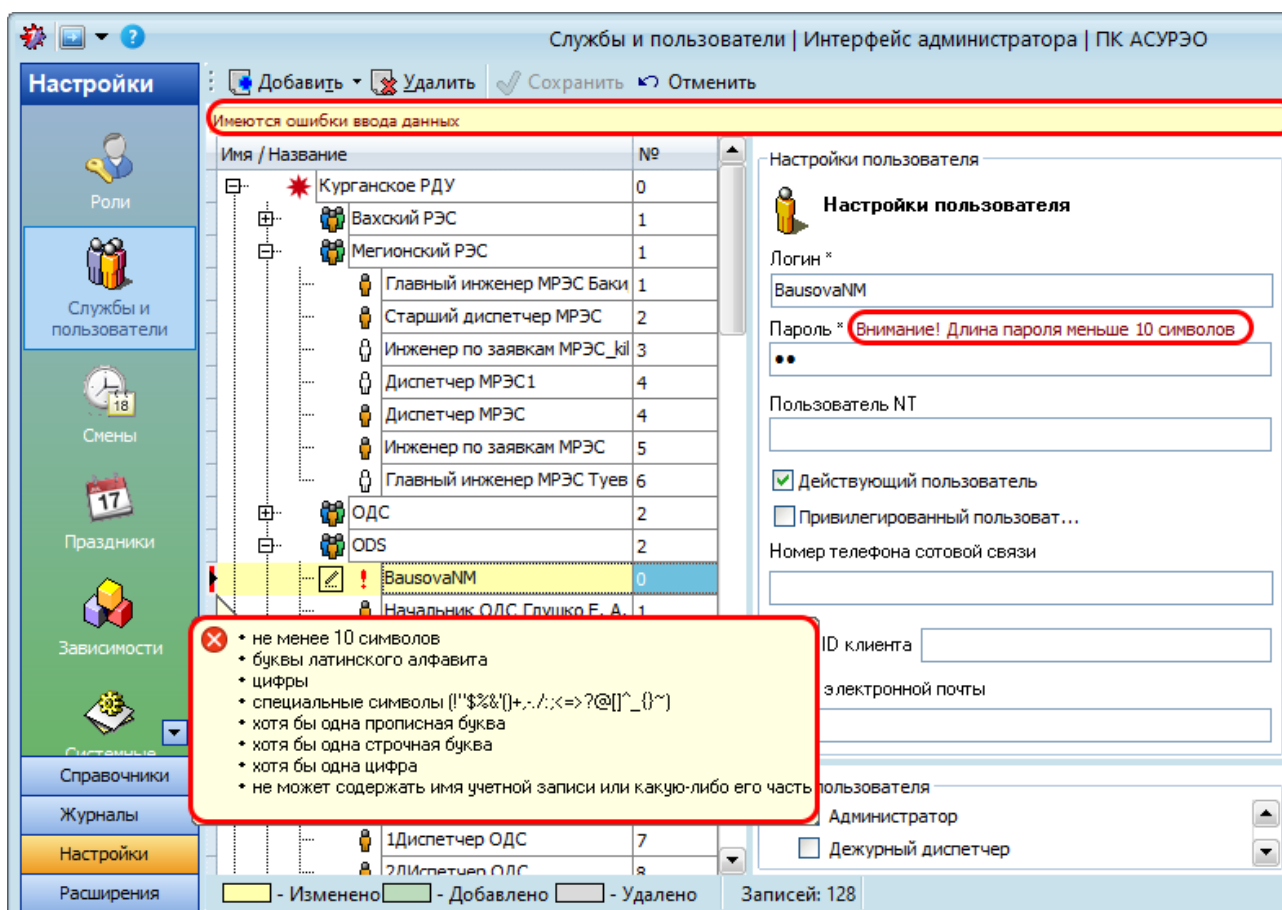 Службы и пользователи | Интерфейс администратора | ПК АСУРЭО
Настройки
Добавить
Удалить
Сохранить
Отменить
Имеются ошибки ввода данных
Роли
Службы и
пользователи
Смены
18
17
Праздники
Зависимости
Справочники
Журналы
Настройки
Расширения
Имя / Название №
Курганское РДУ 0
Вахский РЭС 1
Мегионский РЭС 1
Главный инженер МРЭС Баки 1
Старший диспетчер МРЭС 2
Инженер по заявкам МРЭС_kil 3
Диспетчер МРЭС1 4
Диспетчер МРЭС 4
Инженер по заявкам МРЭС 5
Главный инженер МРЭС Туев 6
ОДС 2
ODS 2
BausovaNM 0
Начальник ОДС Глушко Е. А. 1
• не менее 10 символов
• буквы латинского алфавита
• цифры
• специальные символы (!"$%&'()+,-./:;<=>?@[]^_{}~)
• хотя бы одна прописная буква
• хотя бы одна строчная буква
• хотя бы одна цифра
• не может содержать имя учетной записи или какую-либо его часть
1Диспетчер ОДС 7
2Диспетчер ОДС 8
- Изменено - Добавлено - Удалено Записей: 128
Настройки пользователя
Настройки пользователя
Логин *
BausovaNM
Пароль * Внимание! Длина пароля меньше 10 символов
••
Пользователь NT
Действующий пользователь
Привилегированный пользоват...
Номер телефона сотовой связи
ID клиента
электронной почты
пользователя
Администратор
Дежурный диспетчер